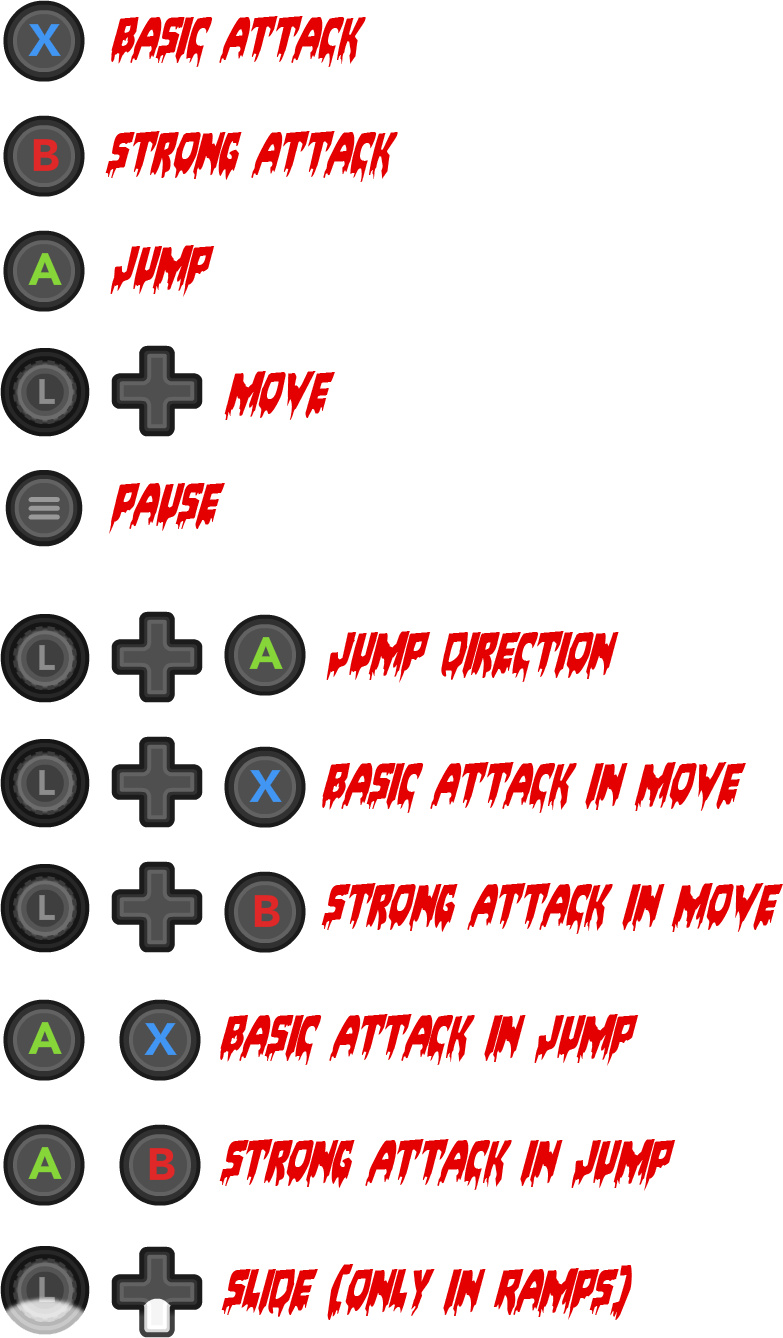 X BASIC ATTACK
B STRONG ATTACK
A JUMP
L MOVE
PAUSE
L A JUMP DIRECTION
L X BASIC ATTACK IN MOVE
L B STRONG ATTACK IN MOVE
A X BASIC ATTACK IN JUMP
A B STRONG ATTACK IN JUMP
L SLIDE (ONLY IN RAMPS)